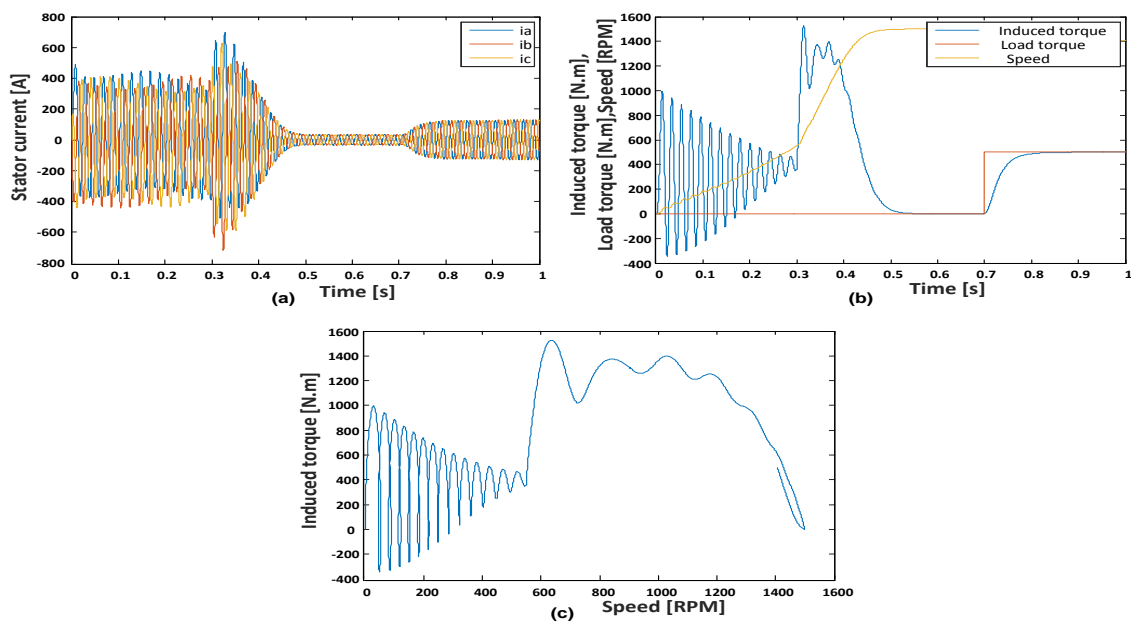 800
600
400
200
0
-200
-400
-600
800
Stator current [A]
ia
ib
ic
0 0.1 0.2 0.3 0.4 0.5 0.6 0.7 0.8 0.9 1
Time [s]
(a)
1600
1400
1200
1000
800
600
400
200
0
-200
-400
Induced torque [N.m],
Load torque [N.m],Speed [RPM]
Induced torque
Load torque
Speed
0 0.1 0.2 0.3 0.4 0.5 0.6 0.7 0.8 0.9 1
Time [s]
(b)
1600
1400
1200
1000
800
600
400
200
0
-200
-400
Induced torque [N.m]
0 200 400 600 800 1000 1200 1400 1600
Speed [RPM]
(c)